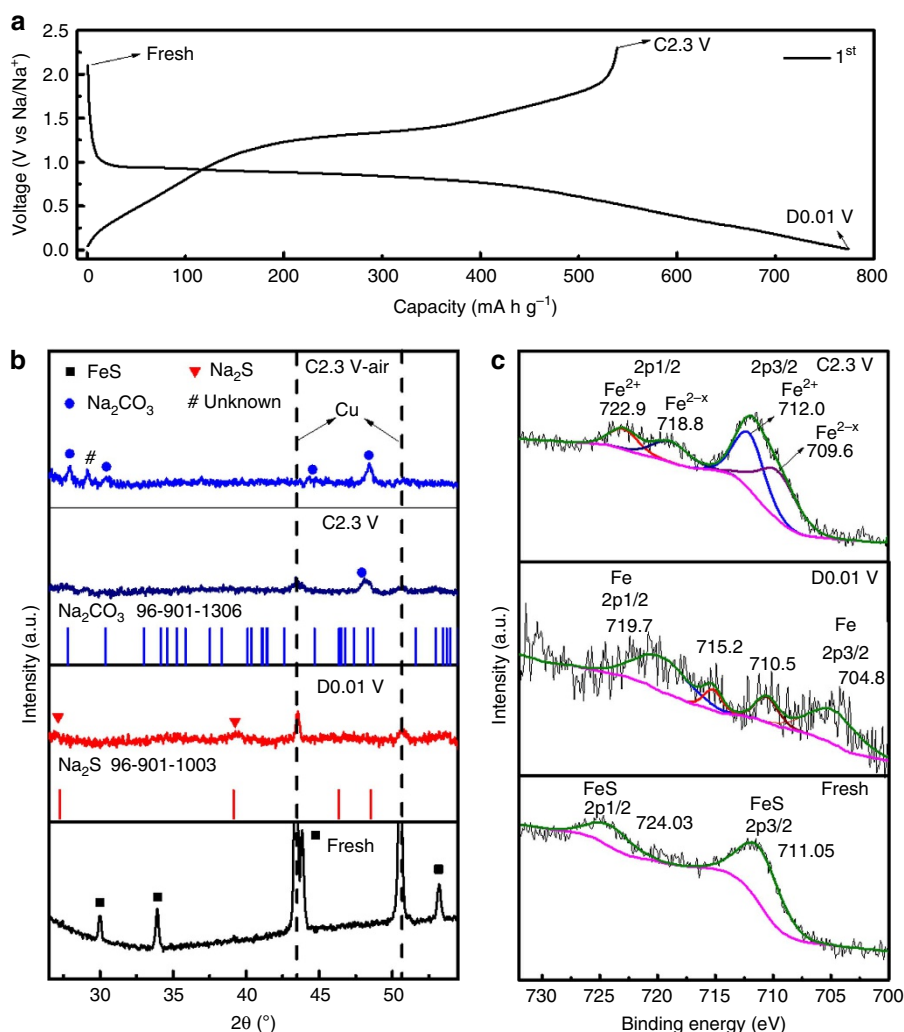 a
2.5
2.0
1.5
1.0
0.5
0.0
Voltage (V vs Na/Na⁺)
Fresh
C2.3 V
1ˢᵗ
D0.01 V
0 100 200 300 400 500 600 700 800
Capacity (mA h g⁻¹)
b
FeS
Na₂S
Na₂CO₃
# Unknown
C2.3 V-air
Cu
#
C2.3 V
Na₂CO₃ 96-901-1306
D0.01 V
Na₂S 96-901-1003
Fresh
Intensity (a.u.)
30 35 40 45 50
2θ (°)
c
2p1/2 2p3/2 C2.3 V
Fe²⁺
722.9
Fe²⁻ˣ
718.8
Fe²⁺
712.0
Fe²⁻ˣ
709.6
D0.01 V
Fe
2p1/2
719.7
715.2
710.5
Fe
2p3/2
704.8
Fresh
FeS
2p1/2
724.03
FeS
2p3/2
711.05
Intensity (a.u.)
730 725 720 715 710 705 700
Binding energy (eV)